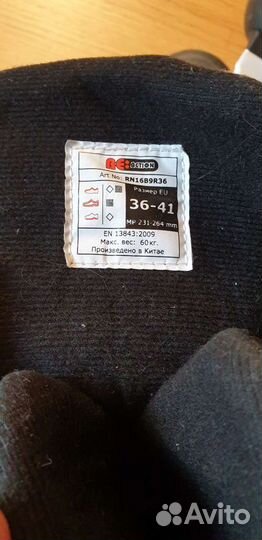 RE:ACTION
Art No: RN16B9R36
Размер EU
36-41
MP 231-264 mm
EN 13843:2009
Макс. вес: 60кг.
Произведено в Китае
Avito